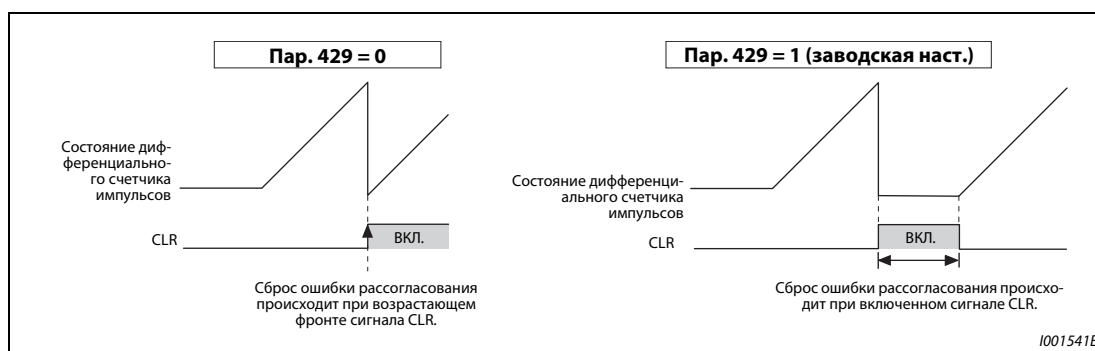 Пар. 429 = 0
Состояние диф-
ференциально-
го счетчика
импульсов
CLR
ВКЛ.
Сброс ошибки рассогласования
происходит при возрастающем
фронте сигнала CLR.
Пар. 429 = 1 (заводская наст.)
Состояние дифференци-
ального счетчика
импульсов
CLR
ВКЛ.
Сброс ошибки рассогласования происхо-
дит при включенном сигнале CLR.
I001541E